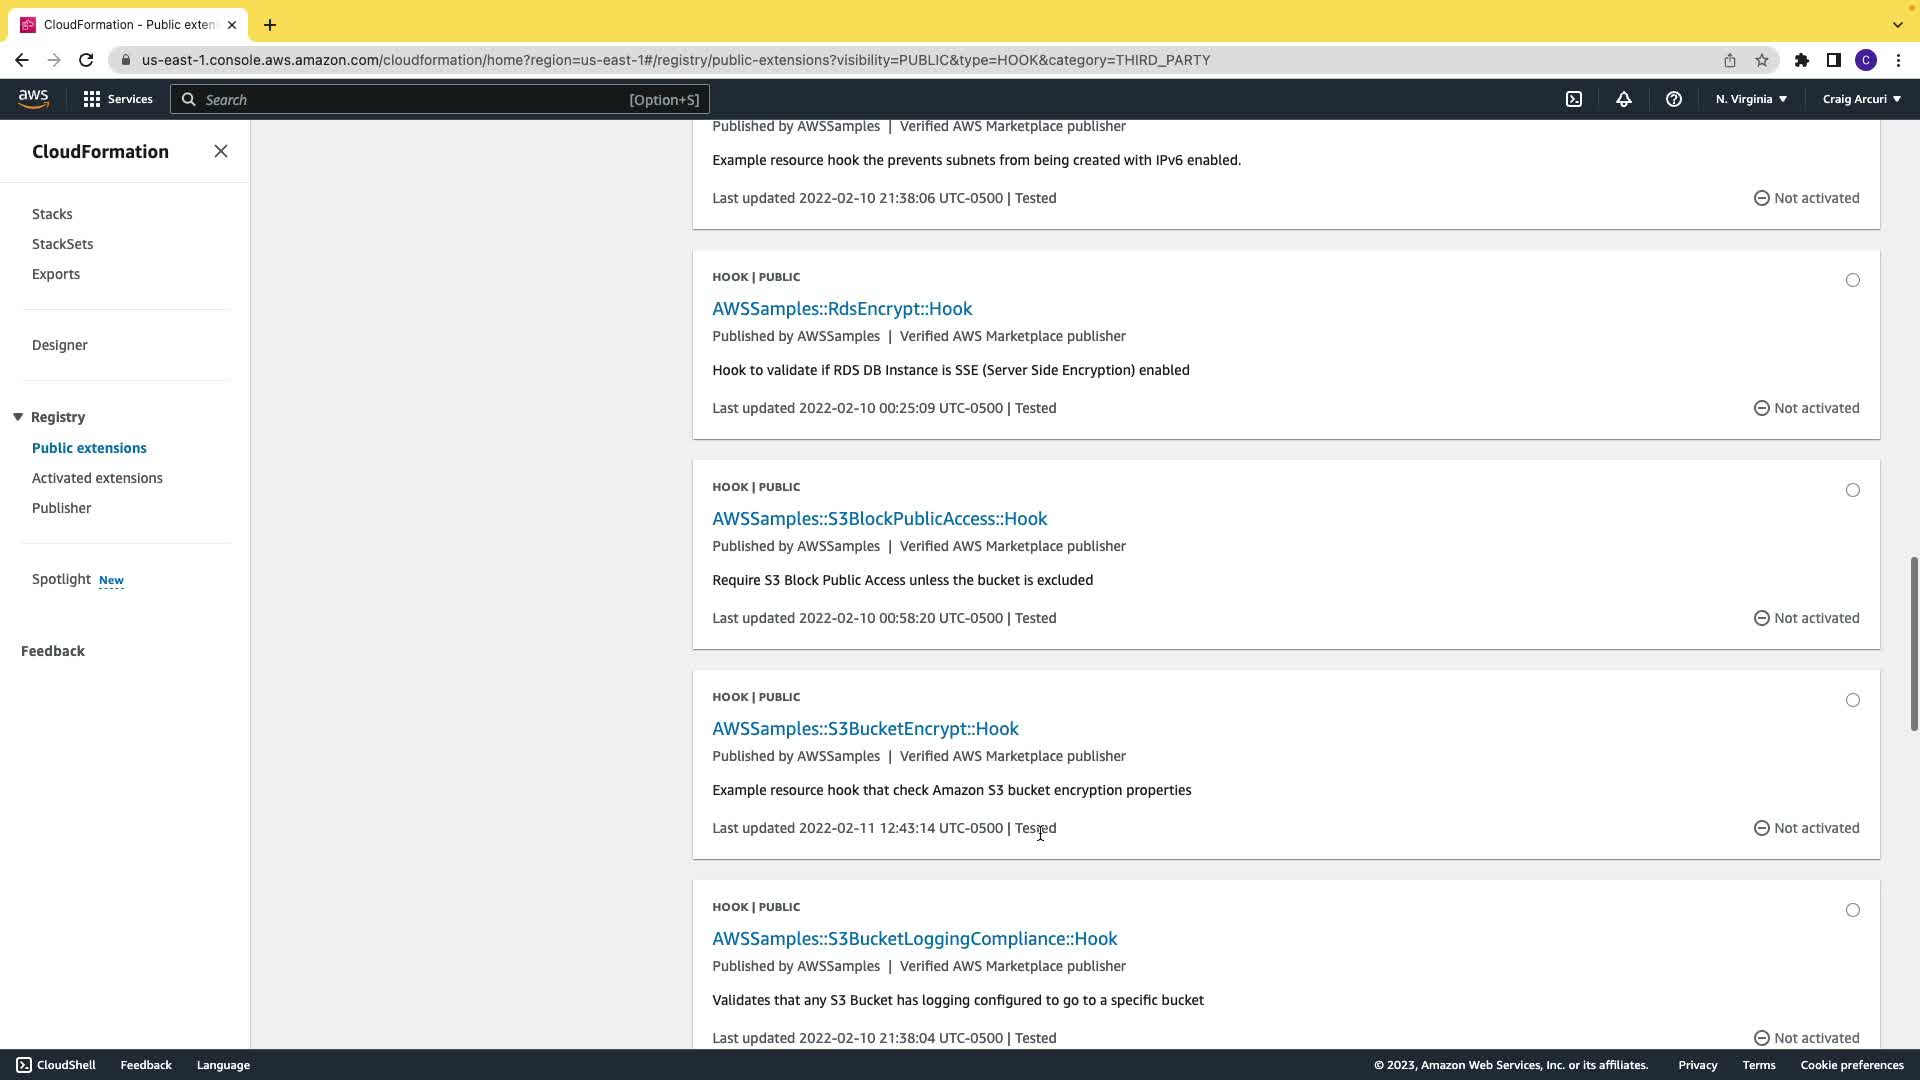 CloudFormation - Public exten
us-east-1.console.aws.amazon.com/cloudformation/home?region=us-east-1#/registry/public-extensions?visibility=PUBLIC&type=HOOK&category=THIRD_PARTY
C
aws
Services
Search
[Option+S]
N. Virginia
Craig Arcuri
CloudFormation
Stacks
StackSets
Exports
Designer
Registry
Public extensions
Activated extensions
Publisher
Spotlight New
Feedback
Published by AWSSamples | Verified AWS Marketplace publisher
Example resource hook the prevents subnets from being created with IPv6 enabled.
Last updated 2022-02-10 21:38:06 UTC-0500 | Tested
Not activated
HOOK | PUBLIC
AWSSamples::RdsEncrypt::Hook
Published by AWSSamples | Verified AWS Marketplace publisher
Hook to validate if RDS DB Instance is SSE (Server Side Encryption) enabled
Last updated 2022-02-10 00:25:09 UTC-0500 | Tested
Not activated
HOOK | PUBLIC
AWSSamples::S3BlockPublicAccess::Hook
Published by AWSSamples | Verified AWS Marketplace publisher
Require S3 Block Public Access unless the bucket is excluded
Last updated 2022-02-10 00:58:20 UTC-0500 | Tested
Not activated
HOOK | PUBLIC
AWSSamples::S3BucketEncrypt::Hook
Published by AWSSamples | Verified AWS Marketplace publisher
Example resource hook that check Amazon S3 bucket encryption properties
Last updated 2022-02-11 12:43:14 UTC-0500 | Tested
Not activated
HOOK | PUBLIC
AWSSamples::S3BucketLoggingCompliance::Hook
Published by AWSSamples | Verified AWS Marketplace publisher
Validates that any S3 Bucket has logging configured to go to a specific bucket
Last updated 2022-02-10 21:38:04 UTC-0500 | Tested
Not activated
CloudShell
Feedback
Language
© 2023, Amazon Web Services, Inc. or its affiliates.
Privacy
Terms
Cookie preferences